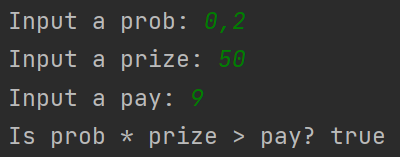 Input a prob: 0,2
Input a prize: 50
Input a pay: 9
Is prob * prize > pay? true